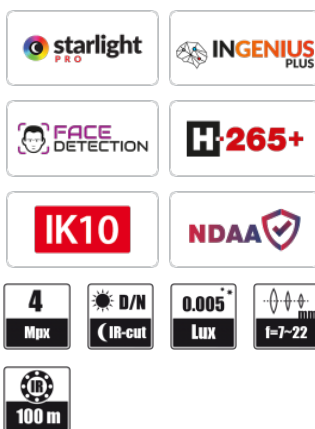 starlight
PRO
INGENIUS
PLUS
FACE
DETECTION
H.265+
IK10
NDAA
4
Mpx
D/N
IR-cut
0.005**
Lux
mm
f=7~22
IR
100 m